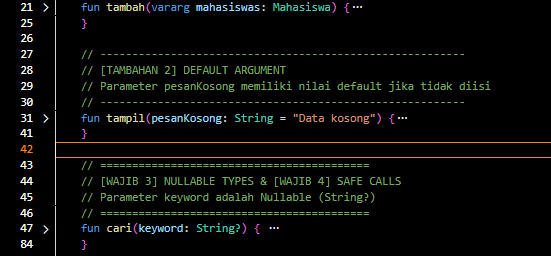 21 > fun tambah(vararg mahasiswas: Mahasiswa) {⋯
25 }
26
27 // -------------------------------------------------------
28 // [TAMBAHAN 2] DEFAULT ARGUMENT
29 // Parameter pesanKosong memiliki nilai default jika tidak diisi
30 // -------------------------------------------------------
31 > fun tampil(pesanKosong: String = "Data kosong") {⋯
41 }
42
43 // =========================================
44 // [WAJIB 3] NULLABLE TYPES & [WAJIB 4] SAFE CALLS
45 // Parameter keyword adalah Nullable (String?)
46 // =========================================
47 > fun cari(keyword: String?) { ⋯
84 }